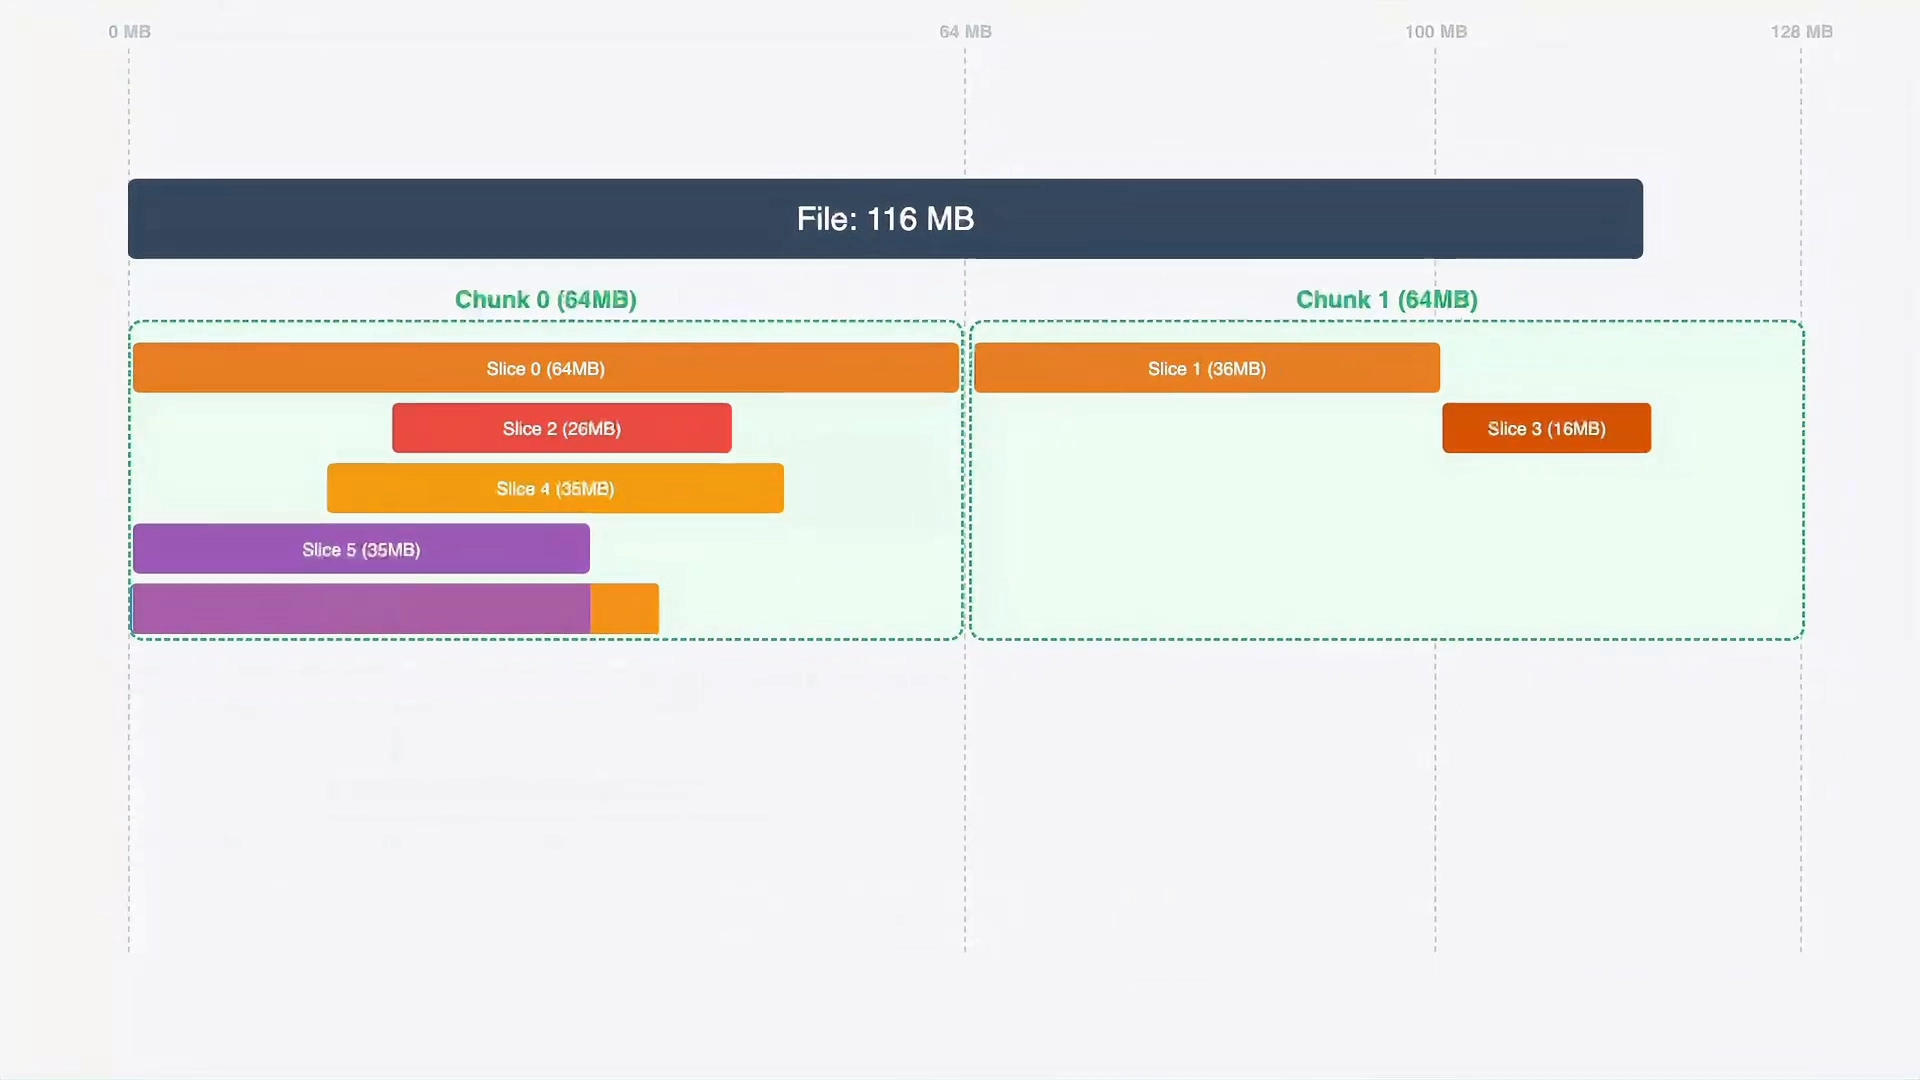 0 MB
64 MB
100 MB
128 MB
File: 116 MB
Chunk 0 (64MB)
Chunk 1 (64MB)
Slice 0 (64MB)
Slice 1 (36MB)
Slice 2 (26MB)
Slice 3 (16MB)
Slice 4 (35MB)
Slice 5 (35MB)